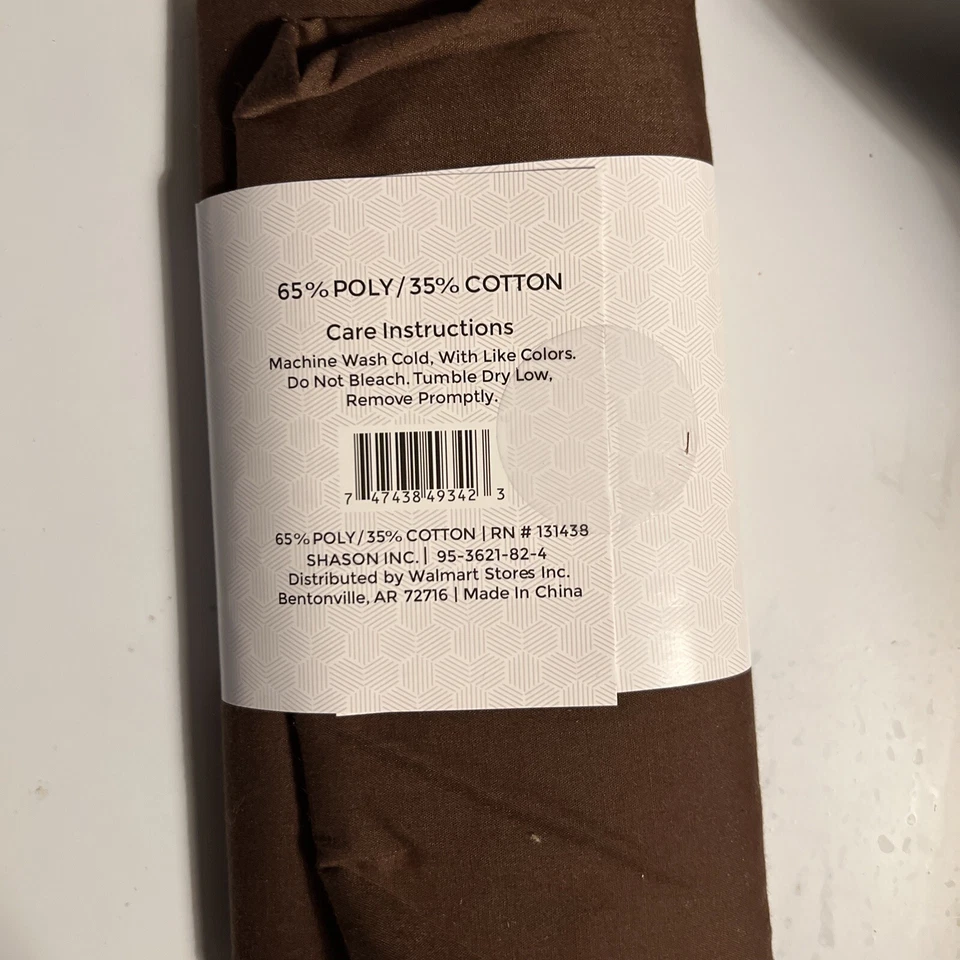 65% POLY / 35% COTTON
Care Instructions
Machine Wash Cold, With Like Colors.
Do Not Bleach. Tumble Dry Low,
Remove Promptly.
7 47438 49342 3
65% POLY / 35% COTTON | RN # 131438
SHASON INC. | 95-3621-82-4
Distributed by Walmart Stores Inc.
Bentonville, AR 72716 | Made In China